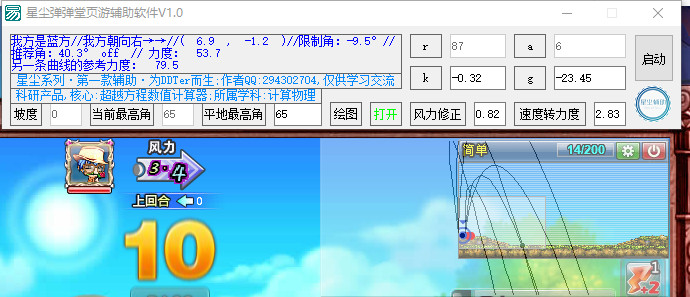 星尘弹弹堂页游辅助软件V1.0
我方是蓝方//我方朝向右→→//( 6.9 , -1.2 )//限制角：-9.5° //
推荐角：40.3° off // 力度： 53.7
另一条曲线的参考力度： 79.5
星尘系列·第一款辅助·为DDTer而生;作者QQ:294302704,仅供学习交流
科研产品,核心:超越方程数值计算器;所属学科:计算物理
r 87 a 6
k -0.32 g -23.45
启动
星尘辅助
坡度 0 当前最高角 65 平地最高角 65 绘图 打开 风力修正 0.82 速度转力度 2.83
风力
3.4
上回合 0
10
简单 14/200
1
×2